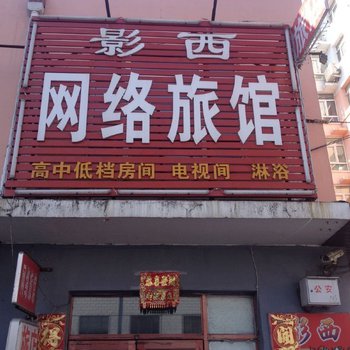 影西
网络旅馆
高中低档房间 电视间 淋浴
公安
影西